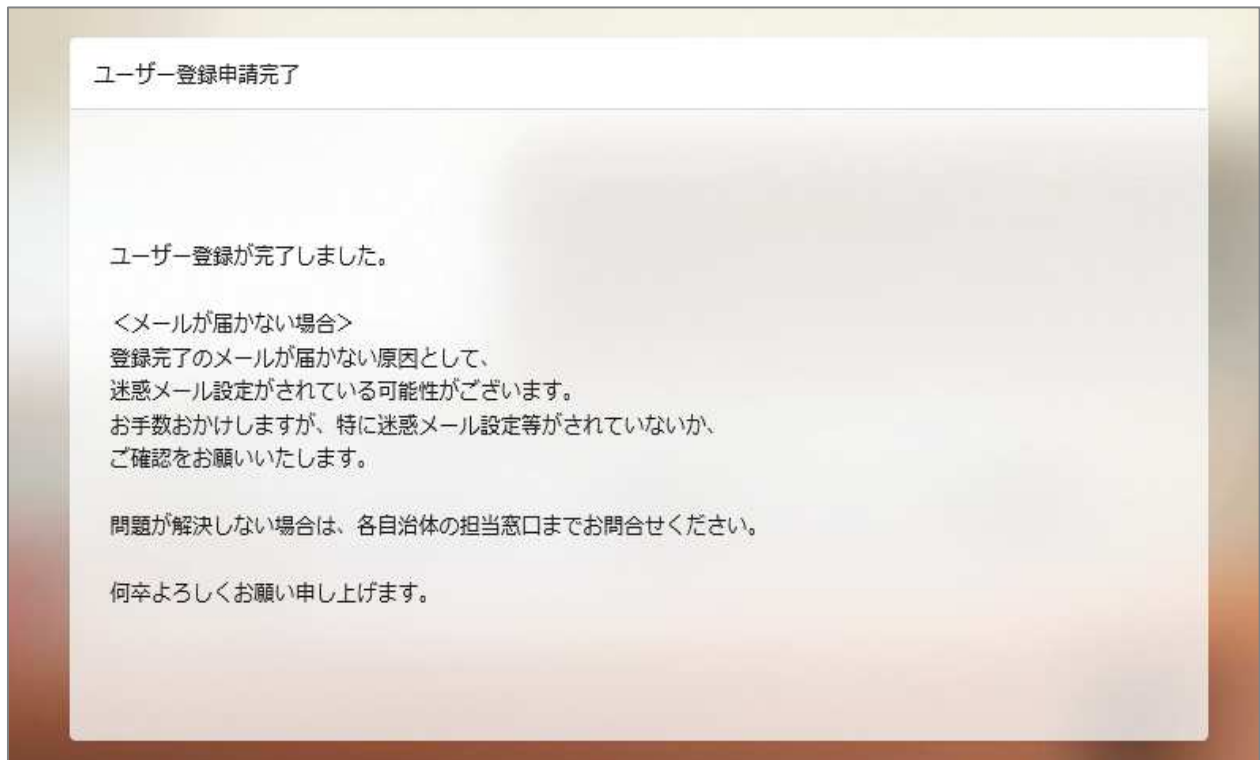 ユーザー登録申請完了
ユーザー登録が完了しました。
＜メールが届かない場合＞
登録完了のメールが届かない原因として、
迷惑メール設定がされている可能性がございます。
お手数おかけしますが、特に迷惑メール設定等がされていないか、
ご確認をお願いいたします。
問題が解決しない場合は、各自治体の担当窓口までお問合せください。
何卒よろしくお願い申し上げます。